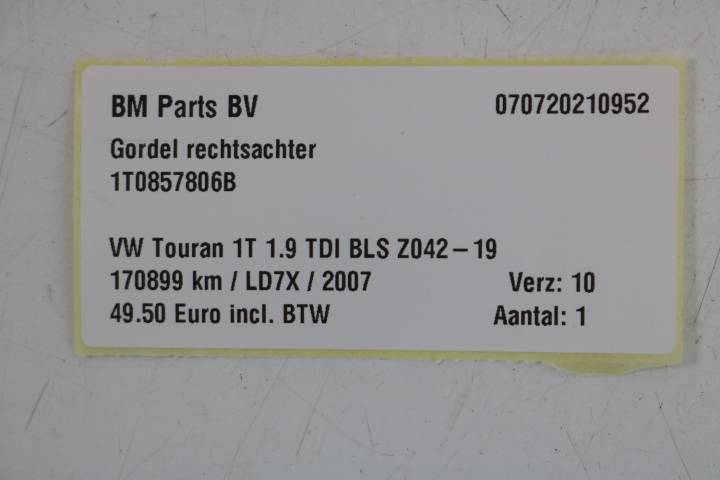 BM Parts BV 070720210952
Gordel rechtsachter
1T0857806B
VW Touran 1T 1.9 TDI BLS Z042-19
170899 km / LD7X / 2007 Verz: 10
49.50 Euro incl. BTW Aantal: 1